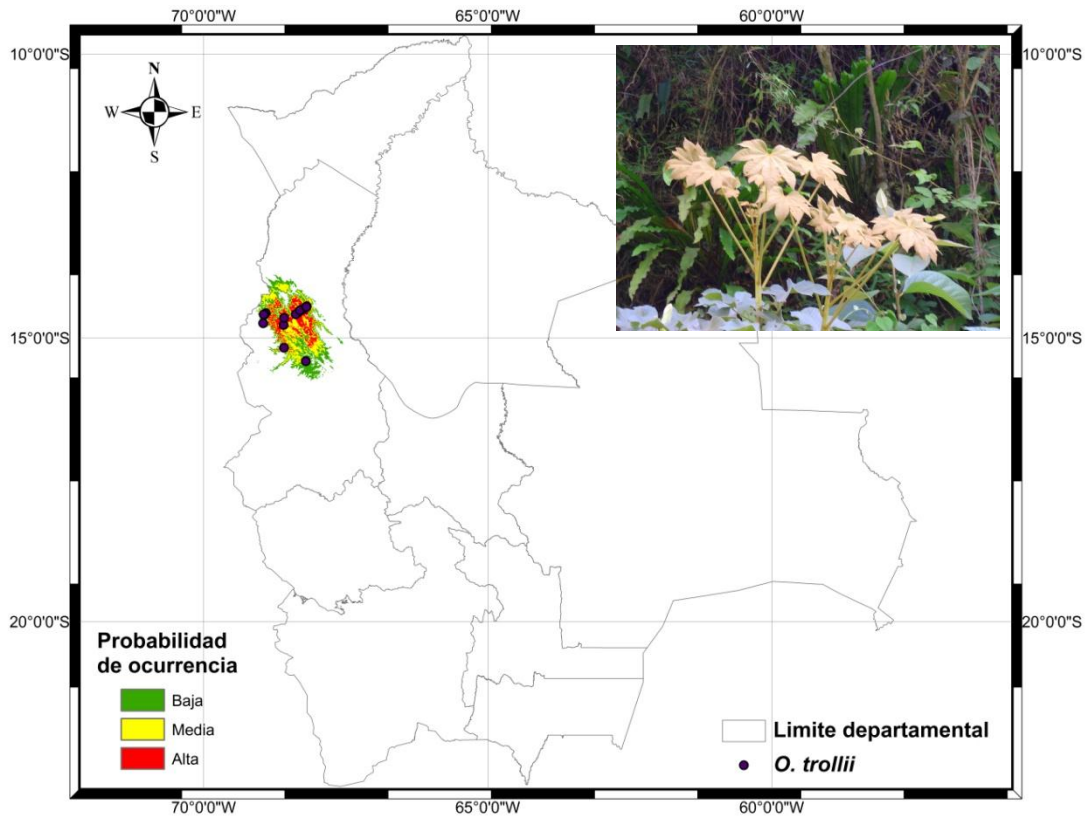 70°0'0"W 65°0'0"W 60°0'0"W
10°0'0"S 10°0'0"S
N
W E
S
15°0'0"S 15°0'0"S
20°0'0"S 20°0'0"S
Probabilidad
de ocurrencia
Baja
Media
Alta
Limite departamental
O. trollii
70°0'0"W 65°0'0"W 60°0'0"W